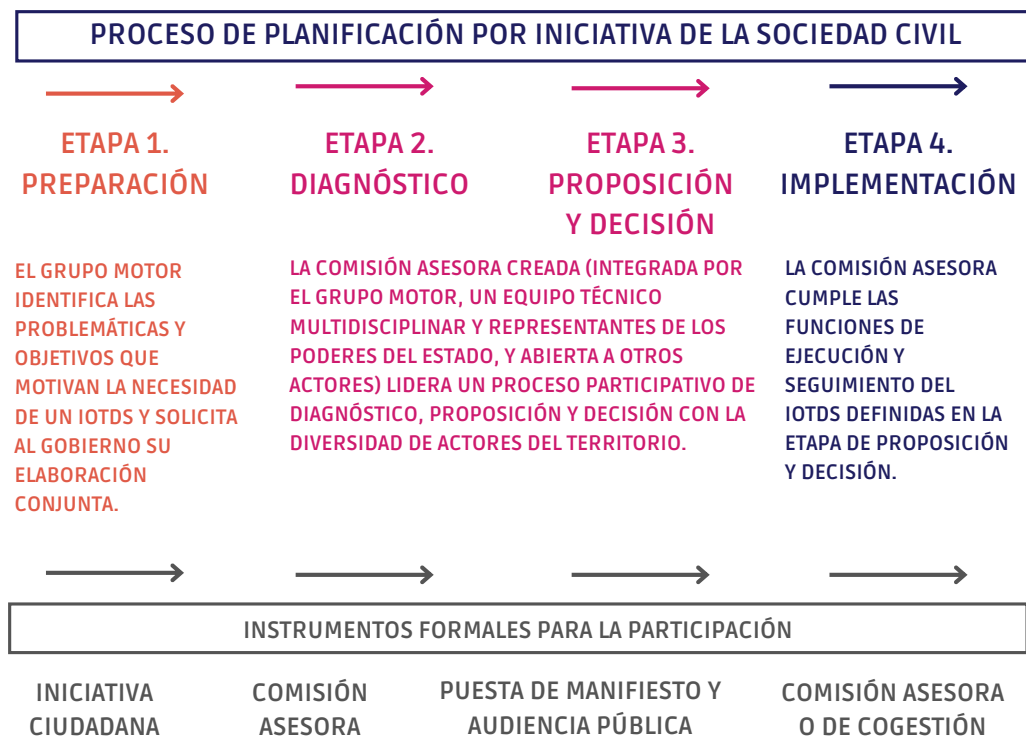 PROCESO DE PLANIFICACIÓN POR INICIATIVA DE LA SOCIEDAD CIVIL
ETAPA 1.
PREPARACIÓN
EL GRUPO MOTOR
IDENTIFICA LAS
PROBLEMÁTICAS Y
OBJETIVOS QUE
MOTIVAN LA NECESIDAD
DE UN IOTDS Y SOLICITA
AL GOBIERNO SU
ELABORACIÓN
CONJUNTA.
ETAPA 2.
DIAGNÓSTICO
ETAPA 3.
PROPOSICIÓN
Y DECISIÓN
LA COMISIÓN ASESORA CREADA (INTEGRADA POR
EL GRUPO MOTOR, UN EQUIPO TÉCNICO
MULTIDISCIPLINAR Y REPRESENTANTES DE LOS
PODERES DEL ESTADO, Y ABIERTA A OTROS
ACTORES) LIDERA UN PROCESO PARTICIPATIVO DE
DIAGNÓSTICO, PROPOSICIÓN Y DECISIÓN CON LA
DIVERSIDAD DE ACTORES DEL TERRITORIO.
ETAPA 4.
IMPLEMENTACIÓN
LA COMISIÓN ASESORA
CUMPLE LAS
FUNCIONES DE
EJECUCIÓN Y
SEGUIMIENTO DEL
IOTDS DEFINIDAS EN LA
ETAPA DE PROPOSICIÓN
Y DECISIÓN.
INSTRUMENTOS FORMALES PARA LA PARTICIPACIÓN
INICIATIVA
CIUDADANA
COMISIÓN
ASESORA
PUESTA DE MANIFIESTO Y
AUDIENCIA PÚBLICA
COMISIÓN ASESORA
O DE COGESTIÓN